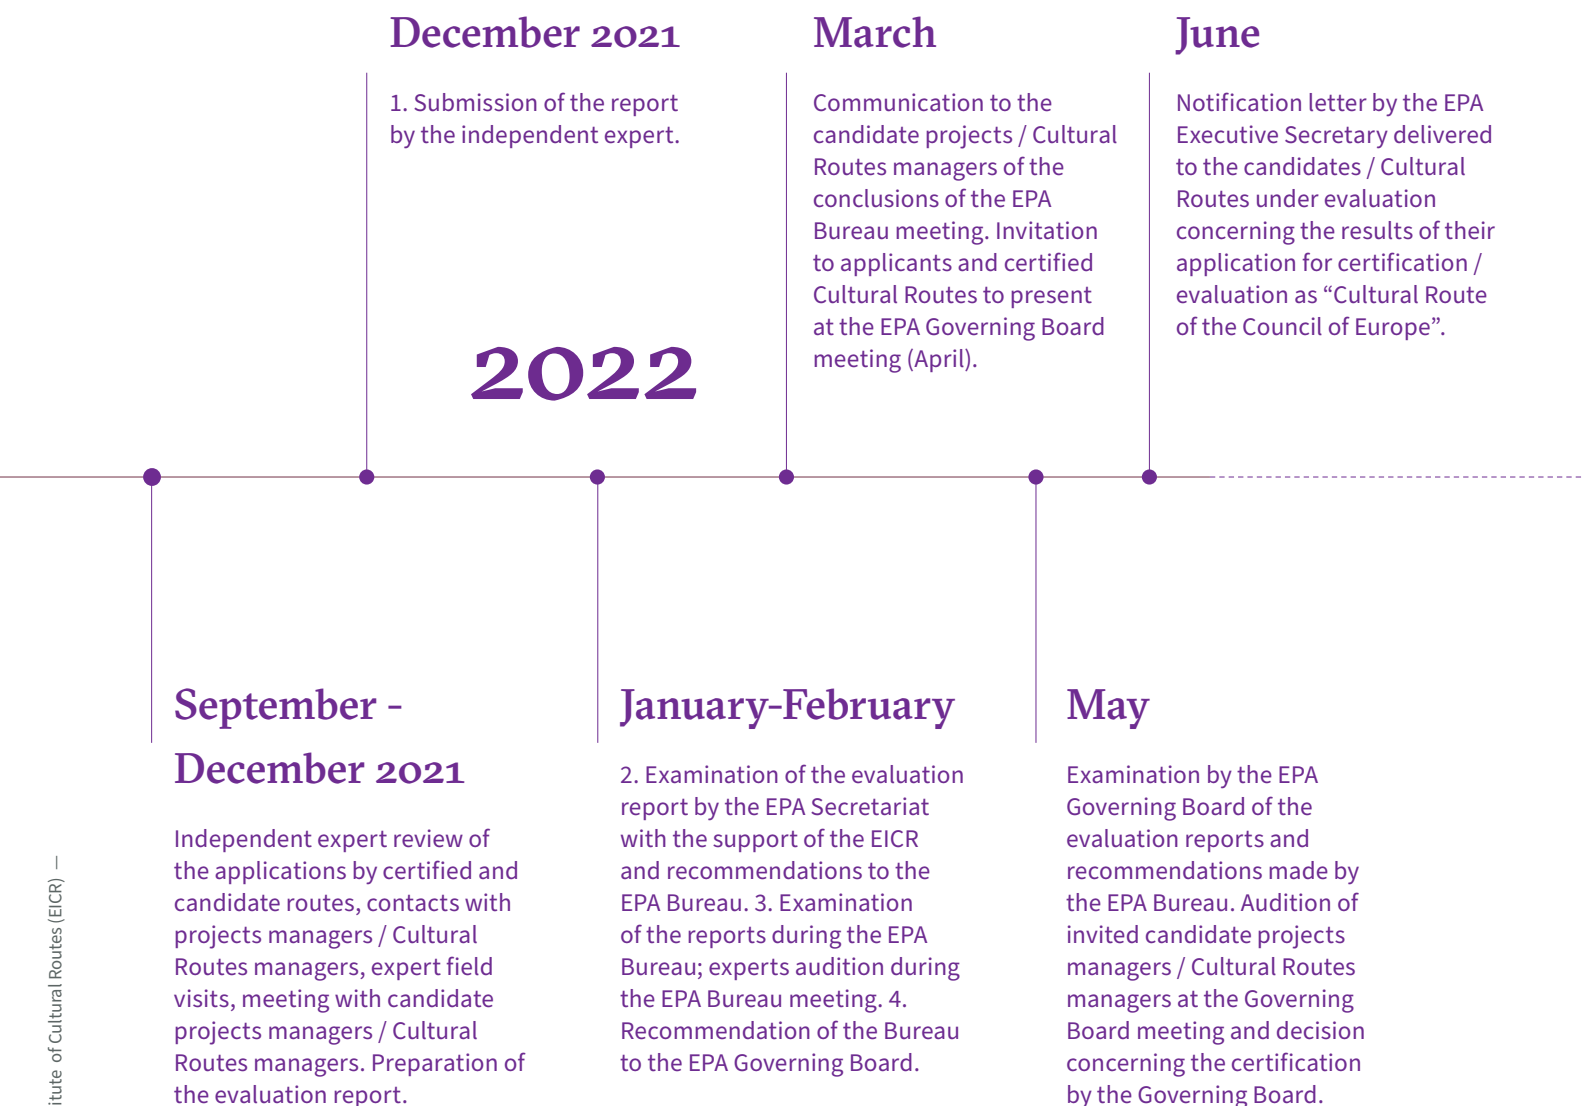 December 2021
1. Submission of the report
by the independent expert.
March
Communication to the
candidate projects / Cultural
Routes managers of the
conclusions of the EPA
Bureau meeting. Invitation
to applicants and certified
Cultural Routes to present
at the EPA Governing Board
meeting (April).
June
Notification letter by the EPA
Executive Secretary delivered
to the candidates / Cultural
Routes under evaluation
concerning the results of their
application for certification /
evaluation as “Cultural Route
of the Council of Europe”.
2022
September -
December 2021
Independent expert review of
the applications by certified and
candidate routes, contacts with
projects managers / Cultural
Routes managers, expert field
visits, meeting with candidate
projects managers / Cultural
Routes managers. Preparation of
the evaluation report.
January-February
2. Examination of the evaluation
report by the EPA Secretariat
with the support of the EICR
and recommendations to the
EPA Bureau. 3. Examination
of the reports during the EPA
Bureau; experts audition during
the EPA Bureau meeting. 4.
Recommendation of the Bureau
to the EPA Governing Board.
May
Examination by the EPA
Governing Board of the
evaluation reports and
recommendations made by
the EPA Bureau. Audition of
invited candidate projects
managers / Cultural Routes
managers at the Governing
Board meeting and decision
concerning the certification
by the Governing Board.
itute of Cultural Routes (EICR) —